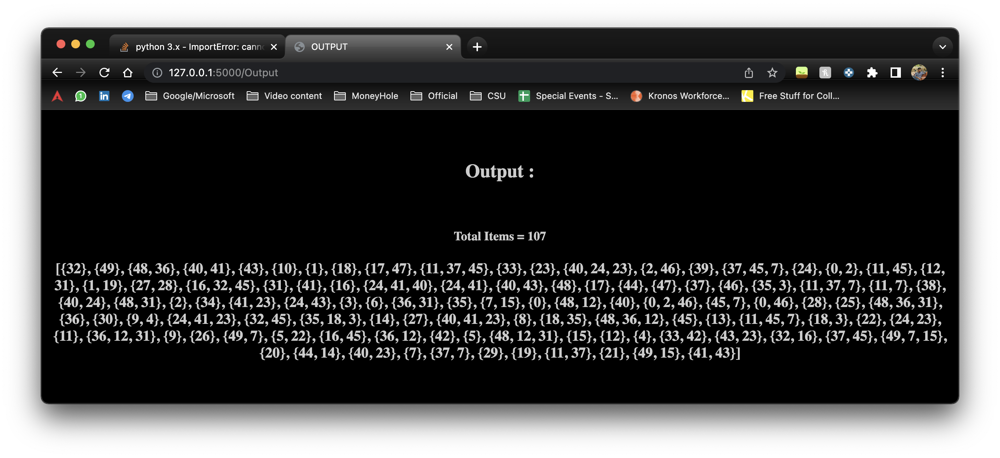 python 3.x - ImportError: canno
OUTPUT
127.0.0.1:5000/Output
1
in
Google/Microsoft
Video content
MoneyHole
Official
CSU
Special Events - S...
Kronos Workforce...
Free Stuff for Coll...
Output :
Total Items = 107
[{32}, {49}, {48, 36}, {40, 41}, {43}, {10}, {1}, {18}, {17, 47}, {11, 37, 45}, {33}, {23}, {40, 24, 23}, {2, 46}, {39}, {37, 45, 7}, {24}, {0, 2}, {11, 45}, {12,
31}, {1, 19}, {27, 28}, {16, 32, 45}, {31}, {41}, {16}, {24, 41, 40}, {24, 41}, {40, 43}, {48}, {17}, {44}, {47}, {37}, {46}, {35, 3}, {11, 37, 7}, {11, 7}, {38},
{40, 24}, {48, 31}, {2}, {34}, {41, 23}, {24, 43}, {3}, {6}, {36, 31}, {35}, {7, 15}, {0}, {48, 12}, {40}, {0, 2, 46}, {45, 7}, {0, 46}, {28}, {25}, {48, 36, 31},
{36}, {30}, {9, 4}, {24, 41, 23}, {32, 45}, {35, 18, 3}, {14}, {27}, {40, 41, 23}, {8}, {18, 35}, {48, 36, 12}, {45}, {13}, {11, 45, 7}, {18, 3}, {22}, {24, 23},
{11}, {36, 12, 31}, {9}, {26}, {49, 7}, {5, 22}, {16, 45}, {36, 12}, {42}, {5}, {48, 12, 31}, {15}, {12}, {4}, {33, 42}, {43, 23}, {32, 16}, {37, 45}, {49, 7, 15},
{20}, {44, 14}, {40, 23}, {7}, {37, 7}, {29}, {19}, {11, 37}, {21}, {49, 15}, {41, 43}]